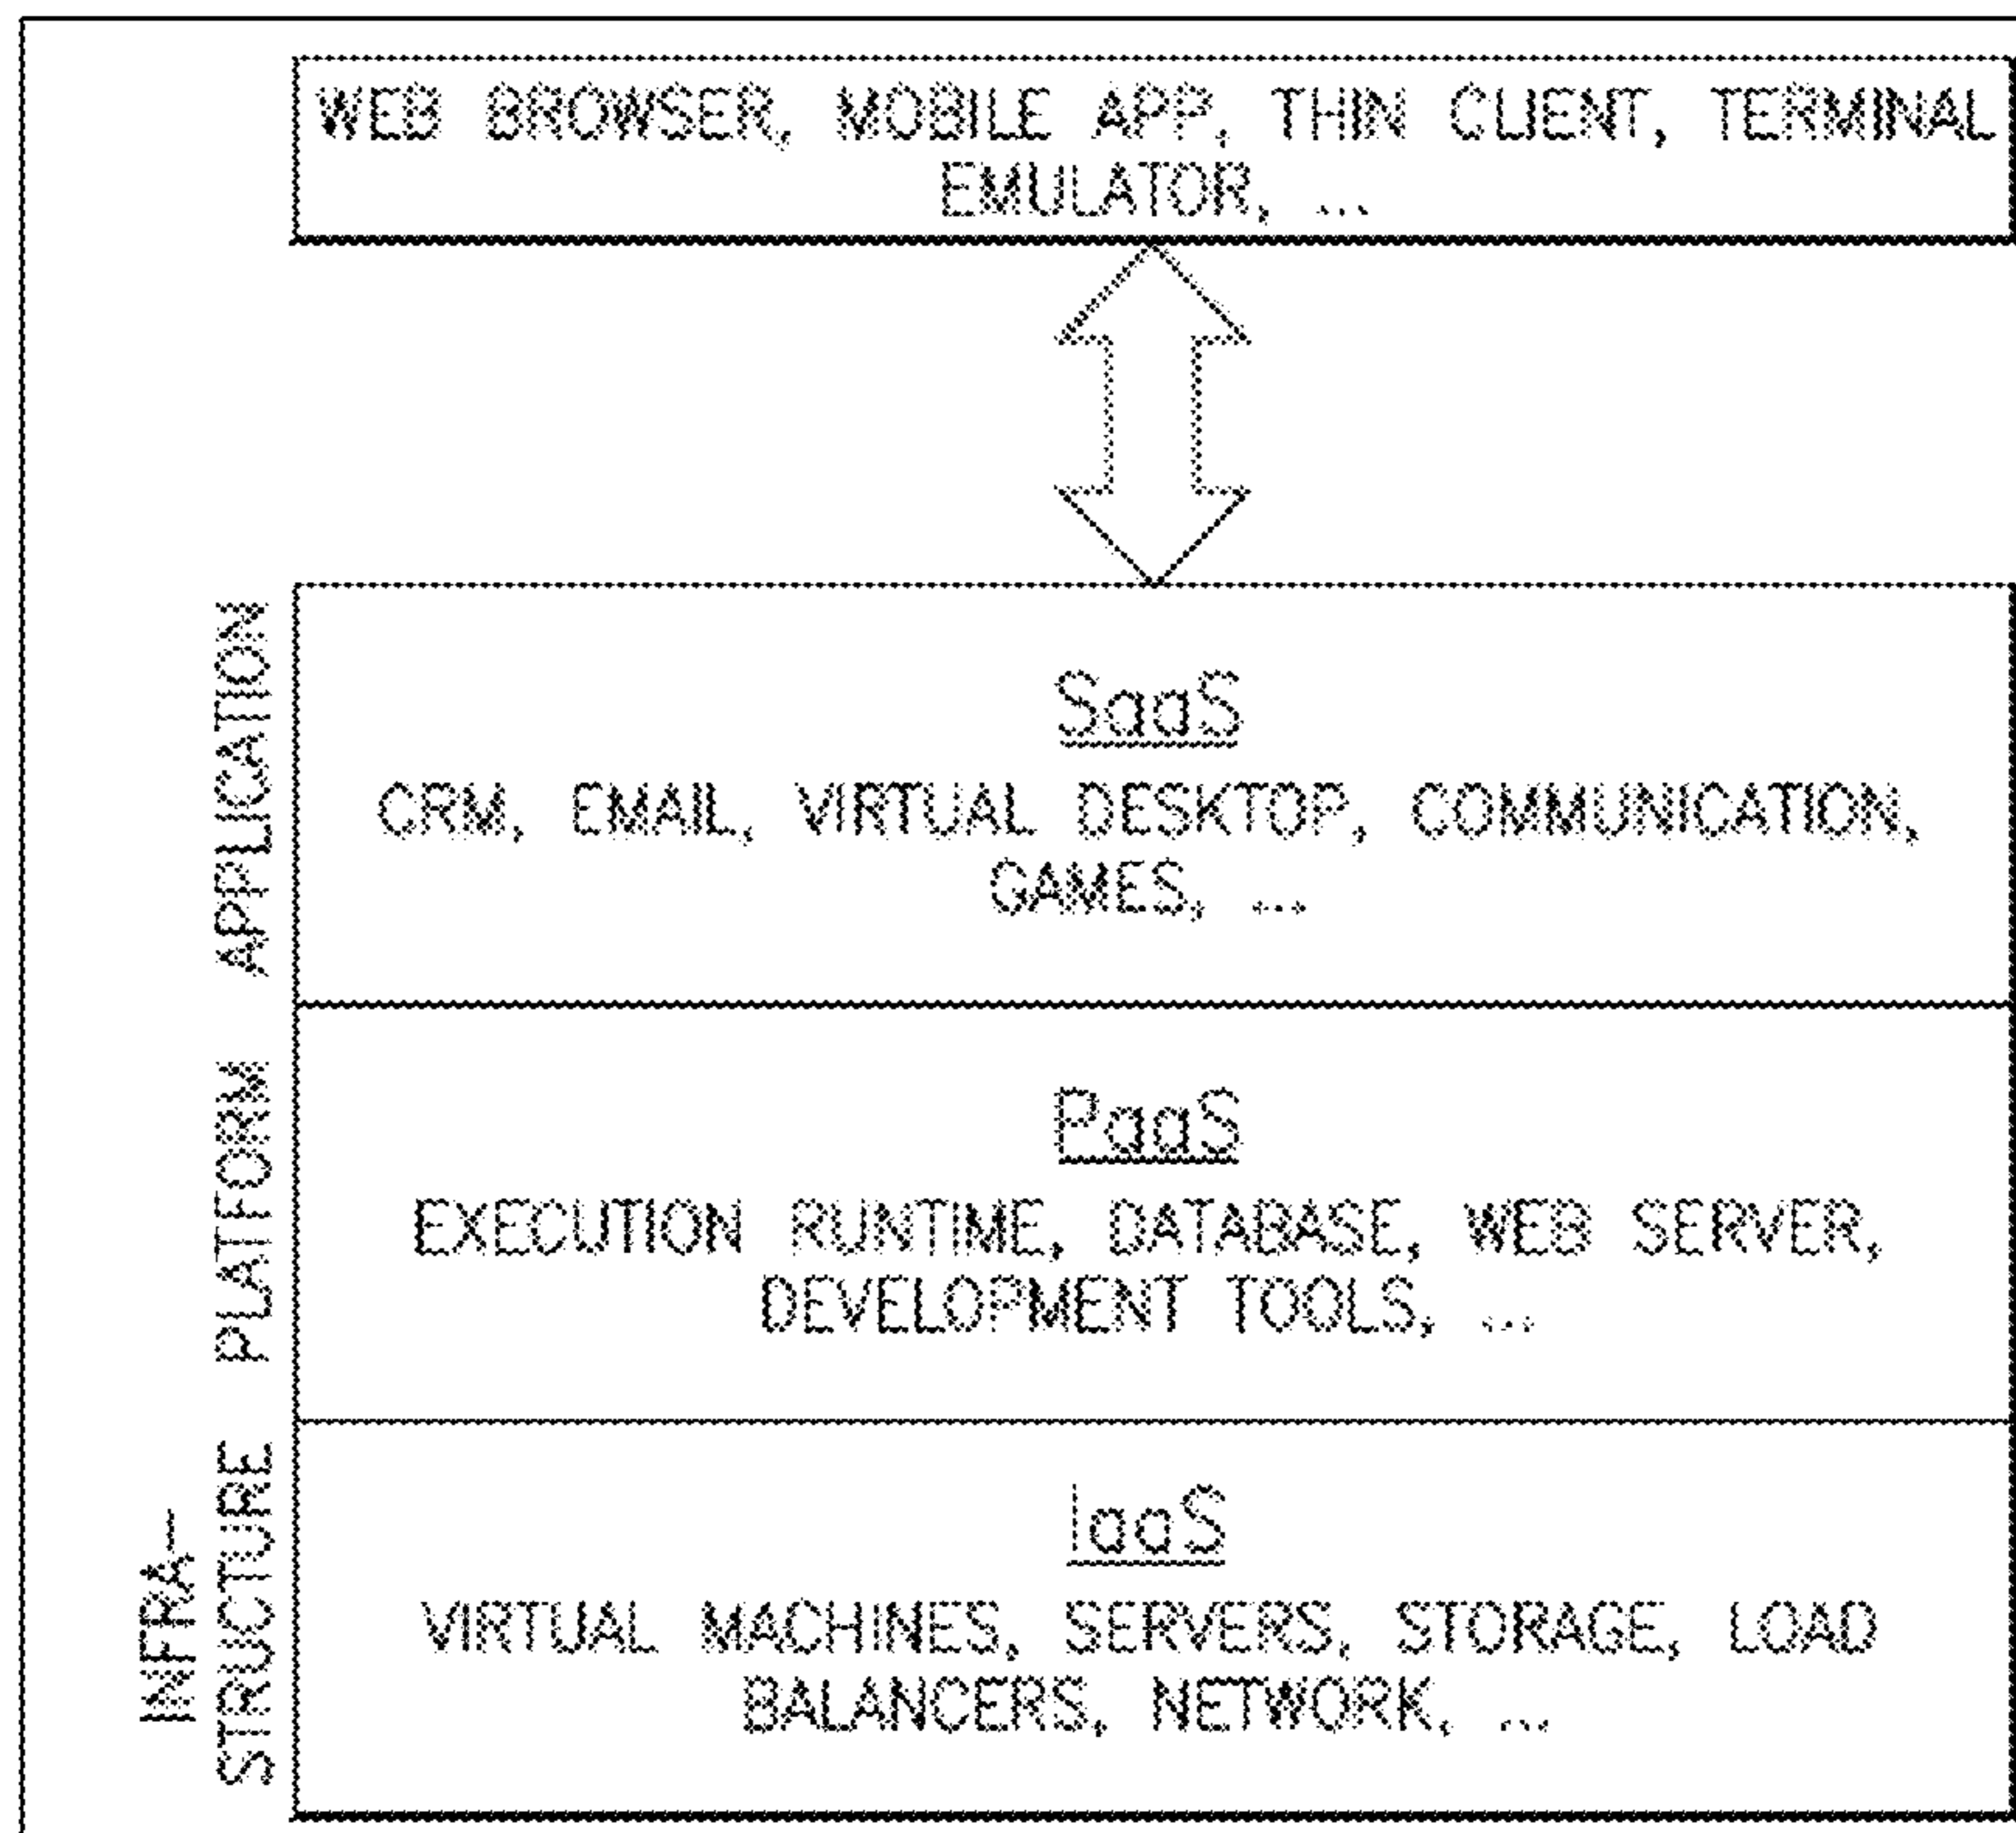 WEB BROWSER, MOBILE APP, THIN CLIENT, TERMINAL
EMULATOR, ...
APPLICATION
SaaS
CRM, EMAIL, VIRTUAL DESKTOP, COMMUNICATION,
GAMES, ...
PLATFORM
PaaS
EXECUTION RUNTIME, DATABASE, WEB SERVER,
DEVELOPMENT TOOLS, ...
INFRA-
STRUCTURE
IaaS
VIRTUAL MACHINES, SERVERS, STORAGE, LOAD
BALANCERS, NETWORK, ...